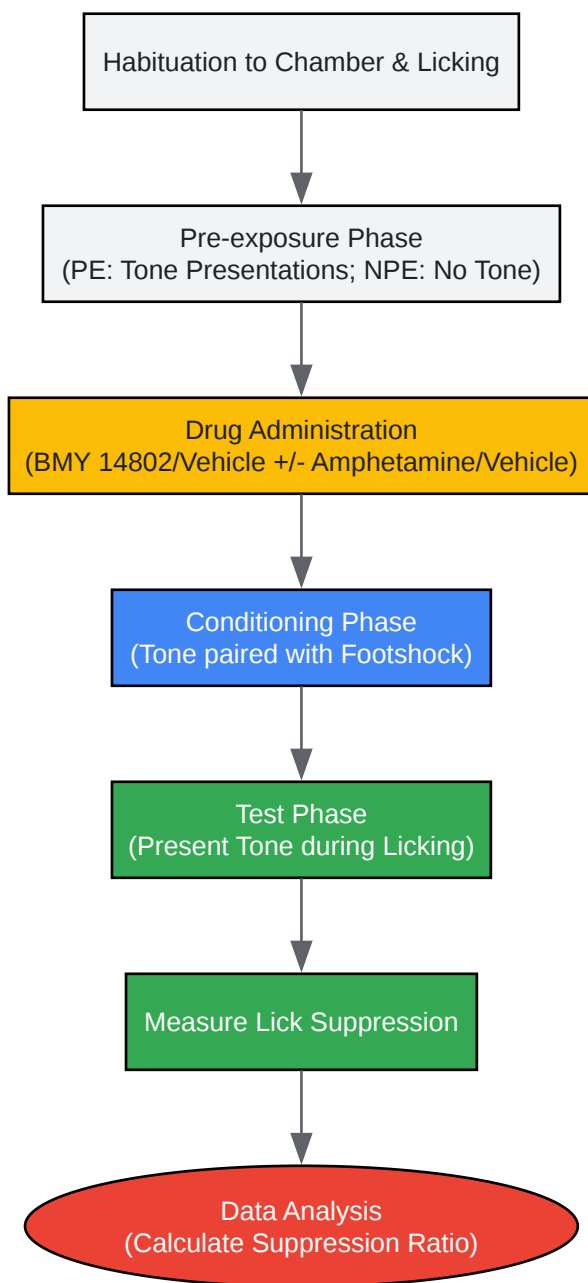 Habituation to Chamber & Licking
Pre-exposure Phase
(PE: Tone Presentations; NPE: No Tone)
Drug Administration
(BMY 14802/Vehicle +/- Amphetamine/Vehicle)
Conditioning Phase
(Tone paired with Footshock)
Test Phase
(Present Tone during Licking)
Measure Lick Suppression
Data Analysis
(Calculate Suppression Ratio)